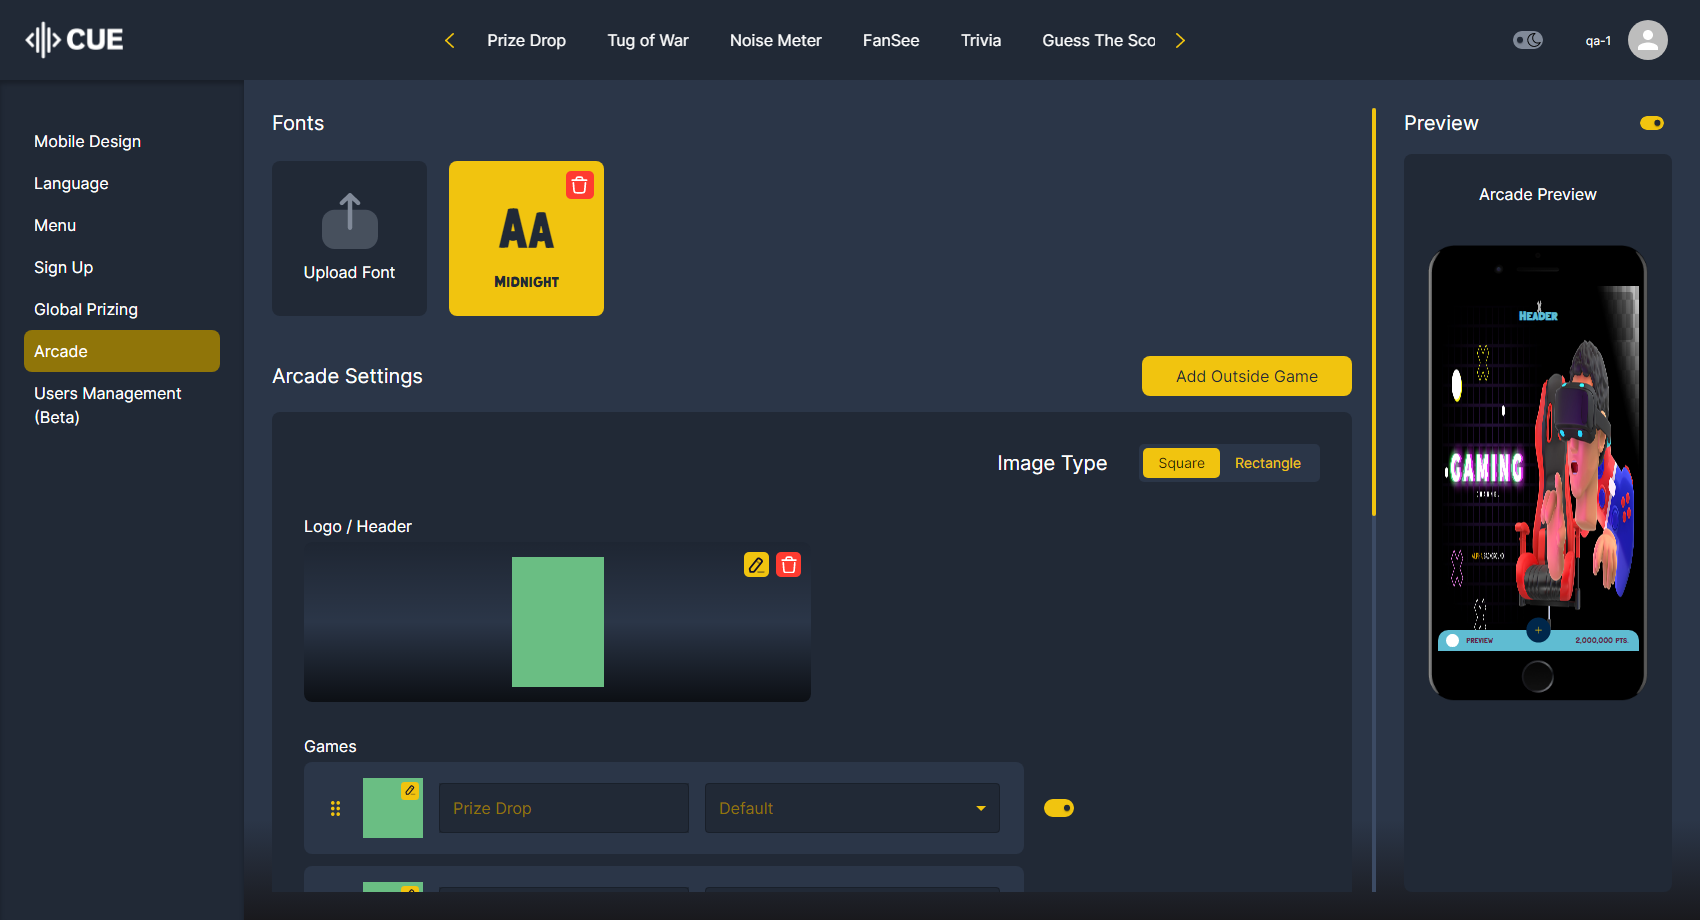 CUE
Prize Drop
Tug of War
Noise Meter
FanSee
Trivia
Guess The Sco
qa-1
Mobile Design
Language
Menu
Sign Up
Global Prizing
Arcade
Users Management
(Beta)
Fonts
Upload Font
AA
MIDNIGHT
Arcade Settings
Add Outside Game
Image Type
Square
Rectangle
Logo / Header
Games
Prize Drop
Default
Preview
Arcade Preview
HEADER
GAMING
CHANNEL
PREVIEW
2,000,000 PTS.